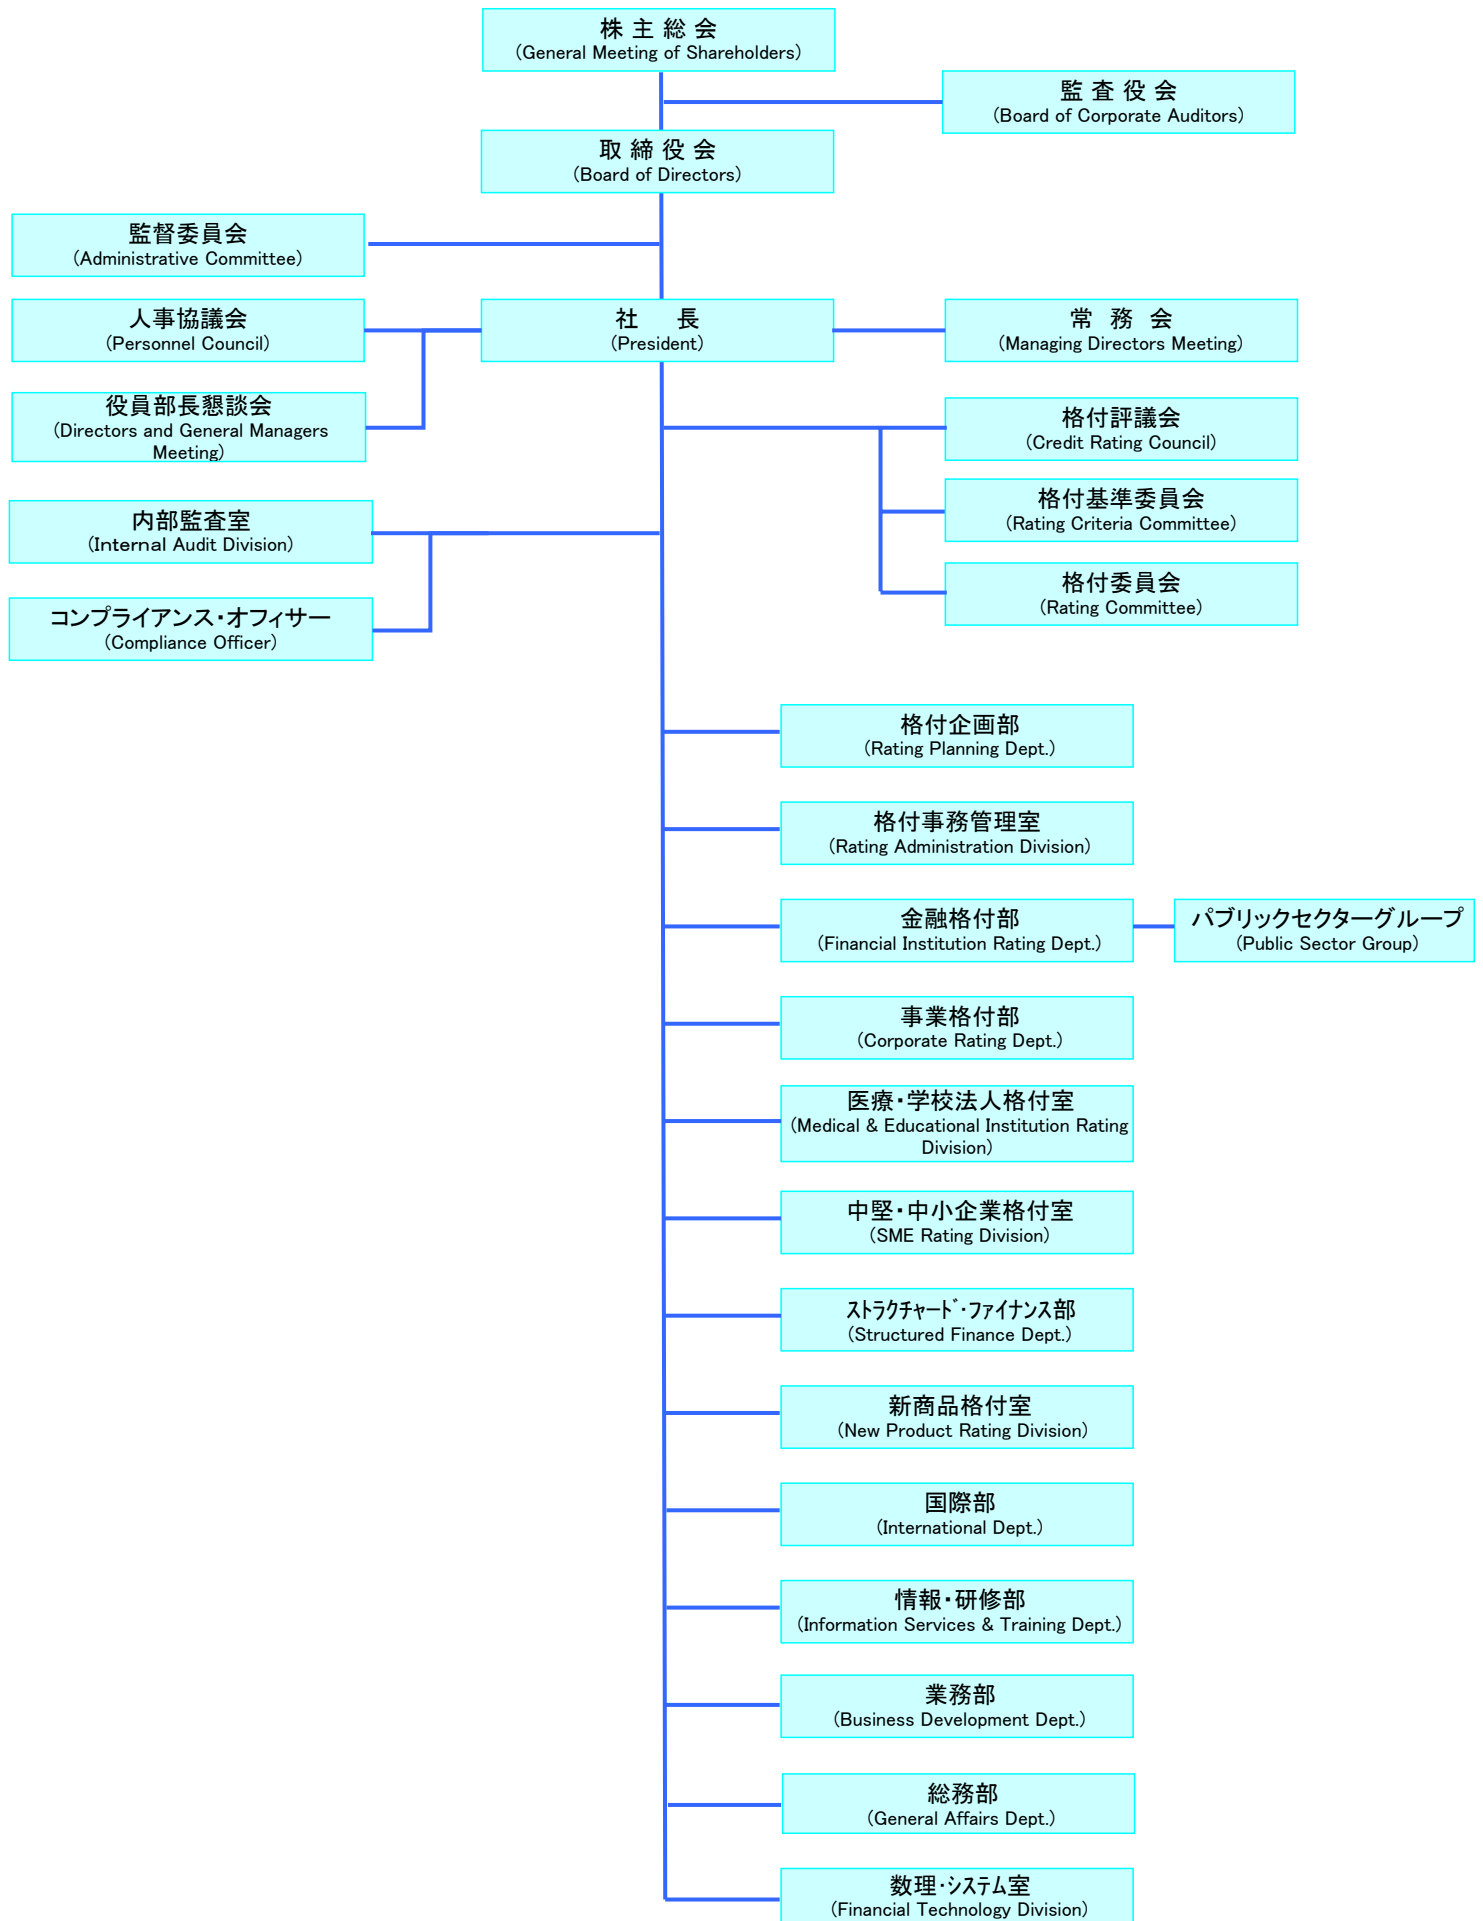 株 主 総 会
(General Meeting of Shareholders)
監 査 役 会
(Board of Corporate Auditors)
取 締 役 会
(Board of Directors)
監督委員会
(Administrative Committee)
人事協議会
(Personnel Council)
社 長
(President)
常 務 会
(Managing Directors Meeting)
役員部長懇談会
(Directors and General Managers
Meeting)
格付評議会
(Credit Rating Council)
格付基準委員会
(Rating Criteria Committee)
内部監査室
(Internal Audit Division)
格付委員会
(Rating Committee)
コンプライアンス・オフィサー
(Compliance Officer)
格付企画部
(Rating Planning Dept.)
格付事務管理室
(Rating Administration Division)
金融格付部
(Financial Institution Rating Dept.)
パブリックセクターグループ
(Public Sector Group)
事業格付部
(Corporate Rating Dept.)
医療・学校法人格付室
(Medical & Educational Institution Rating
Division)
中堅・中小企業格付室
(SME Rating Division)
ストラクチャード・ファイナンス部
(Structured Finance Dept.)
新商品格付室
(New Product Rating Division)
国際部
(International Dept.)
情報・研修部
(Information Services & Training Dept.)
業務部
(Business Development Dept.)
総務部
(General Affairs Dept.)
数理・システム室
(Financial Technology Division)